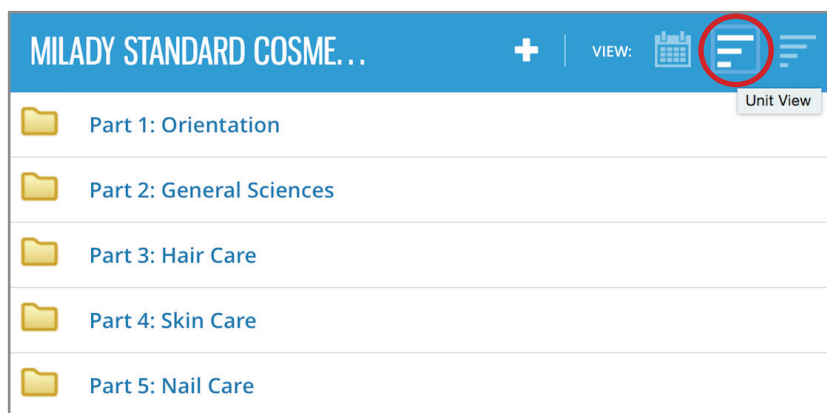 MILADY STANDARD COSME...
VIEW:
Unit View
Part 1: Orientation
Part 2: General Sciences
Part 3: Hair Care
Part 4: Skin Care
Part 5: Nail Care